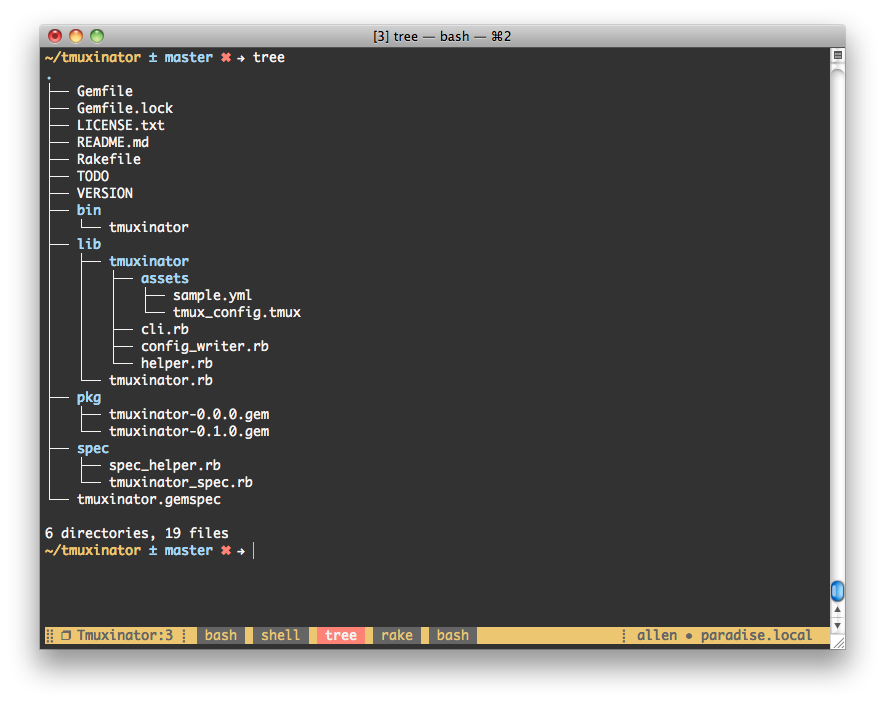 [3] tree — bash — ⌘2
~/tmuxinator ± master ✖ ➜ tree
.
├── Gemfile
├── Gemfile.lock
├── LICENSE.txt
├── README.md
├── Rakefile
├── TODO
├── VERSION
├── bin
│   └── tmuxinator
├── lib
│   ├── tmuxinator
│   │   ├── assets
│   │   │   ├── sample.yml
│   │   │   └── tmux_config.tmux
│   │   ├── cli.rb
│   │   ├── config_writer.rb
│   │   └── helper.rb
│   └── tmuxinator.rb
├── pkg
│   ├── tmuxinator-0.0.0.gem
│   └── tmuxinator-0.1.0.gem
├── spec
│   ├── spec_helper.rb
│   └── tmuxinator_spec.rb
└── tmuxinator.gemspec
6 directories, 19 files
~/tmuxinator ± master ✖ ➜
❐ Tmuxinator:3 ⡇ bash shell tree rake bash ⡇ allen • paradise.local